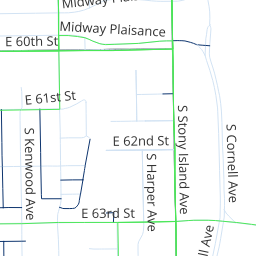 Midway Plaisance
E 60th St
E 61st St
S Kenwood Ave
E 62nd St
S Harper Ave
S Stony Island Ave
S Cornell Ave
E 63rd St